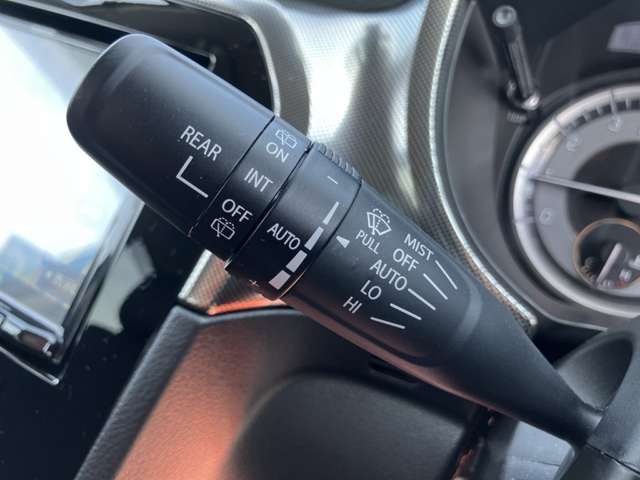 REAR
ON
INT
OFF
AUTO
−
+
PULL
MIST
OFF
AUTO
LO
HI